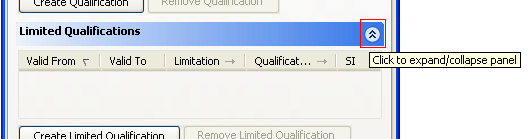 Create Qualification Remove Qualification
Limited Qualifications
Valid From Valid To Limitation → Qualificat... → SI
Click to expand/collapse panel
Create Limited Qualification Remove Limited Qualification